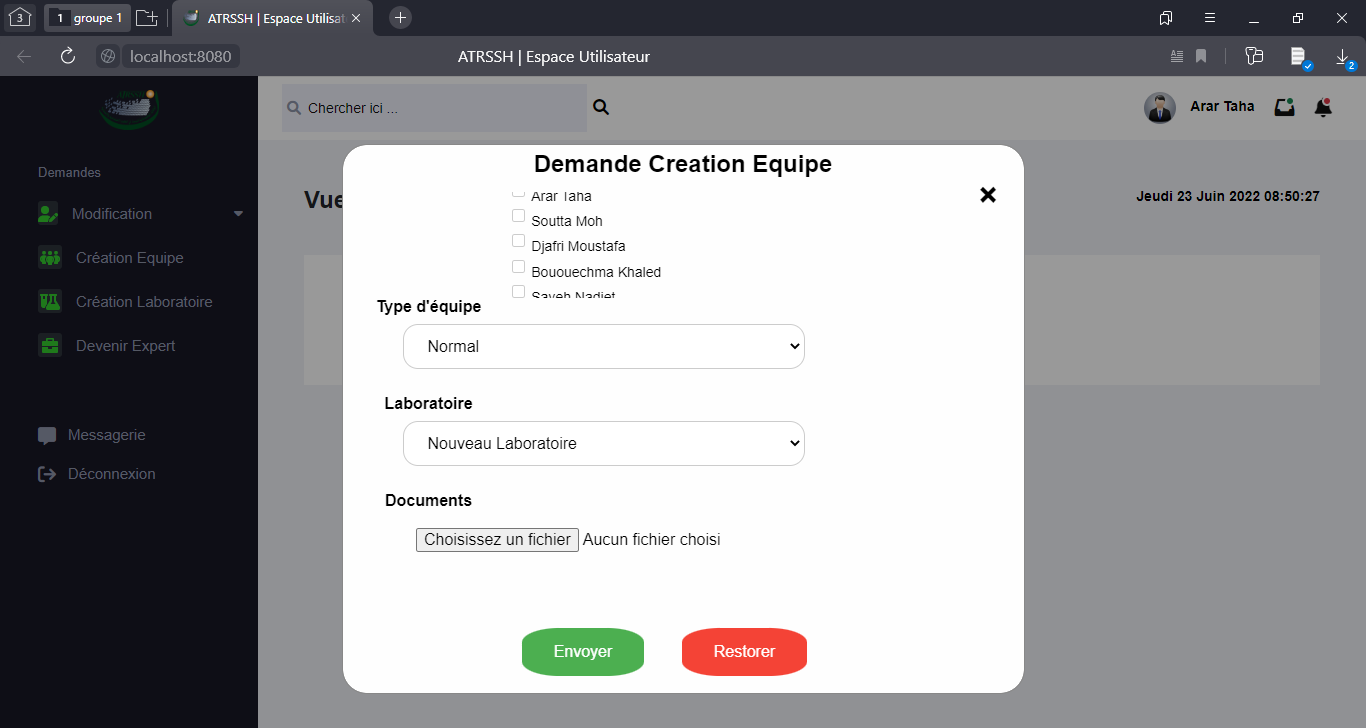 3
1 groupe 1
ATRSSH | Espace Utilisat
localhost:8080
ATRSSH | Espace Utilisateur
2
Chercher ici ...
Arar Taha
Demandes
Modification
Création Equipe
Création Laboratoire
Devenir Expert
Messagerie
Déconnexion
Vue
Jeudi 23 Juin 2022 08:50:27
Demande Creation Equipe
Arar Taha
Soutta Moh
Djafri Moustafa
Bououechma Khaled
Sayeh Nadjet
Type d'équipe
Normal
Laboratoire
Nouveau Laboratoire
Documents
Choisissez un fichier Aucun fichier choisi
Envoyer
Restorer